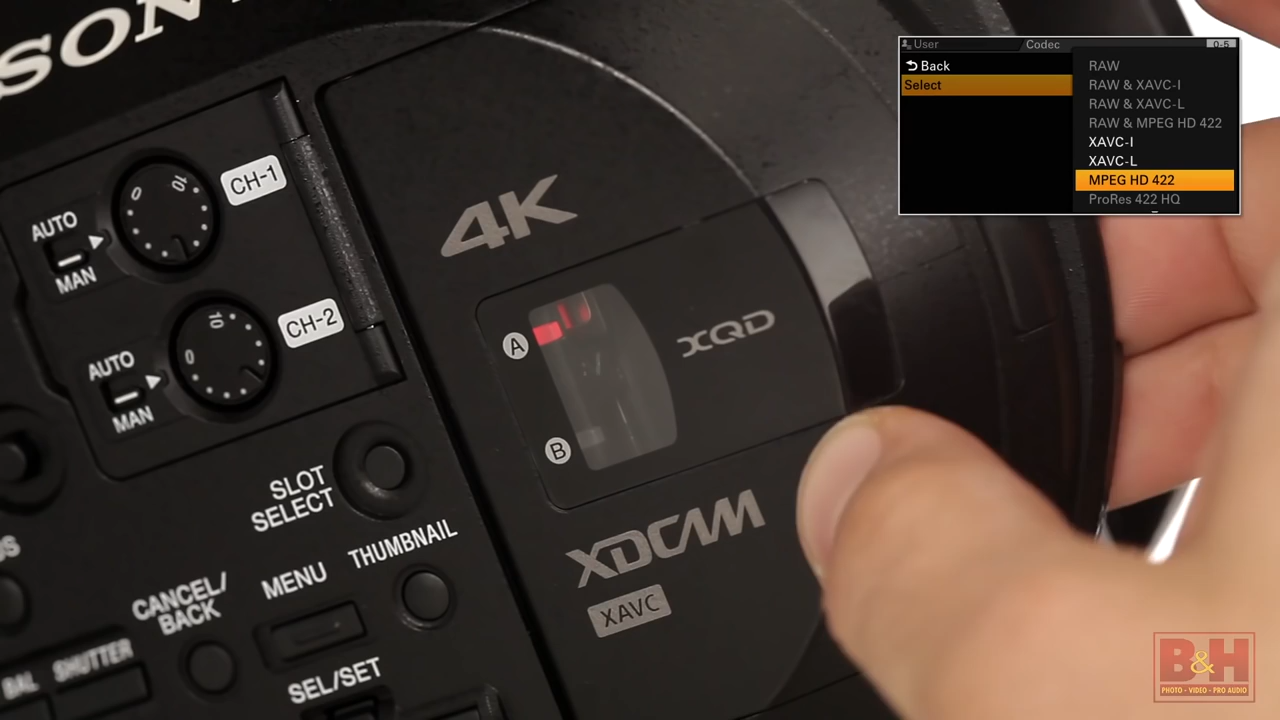 SON
User
Codec
0-5
Back
Select
RAW
RAW & XAVC-I
RAW & XAVC-L
RAW & MPEG HD 422
XAVC-I
XAVC-L
MPEG HD 422
ProRes 422 HQ
CH-1
0
10
AUTO
MAN
CH-2
0
10
AUTO
MAN
4K
A
B
XQD
SLOT
SELECT
XDCAM
XAVC
THUMBNAIL
MENU
CANCEL/
BACK
BAL
SHUTTER
SEL/SET
B&H
PHOTO - VIDEO - PRO AUDIO